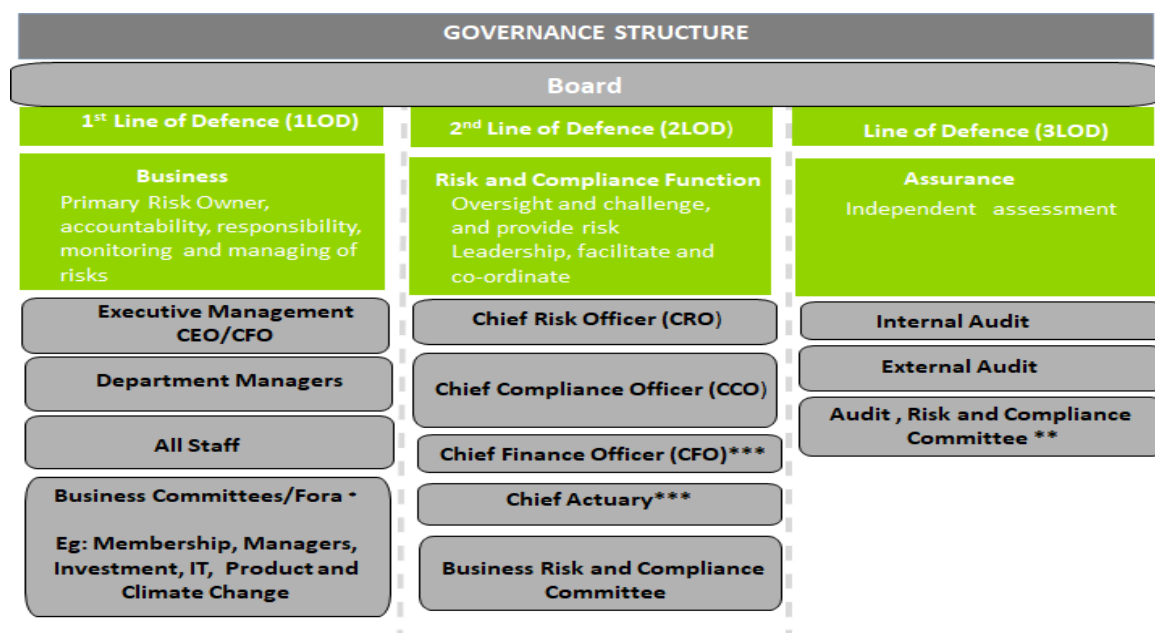 GOVERNANCE STRUCTURE
Board
1st Line of Defence (1LOD)
Business
Primary Risk Owner,
accountability, responsibility,
monitoring and managing of
risks
Executive Management
CEO/CFO
Department Managers
All Staff
Business Committees/Fora *
Eg: Membership, Managers,
Investment, IT, Product and
Climate Change
2nd Line of Defence (2LOD)
Risk and Compliance Function
Oversight and challenge,
and provide risk
Leadership, facilitate and
co-ordinate
Chief Risk Officer (CRO)
Chief Compliance Officer (CCO)
Chief Finance Officer (CFO)***
Chief Actuary***
Business Risk and Compliance
Committee
Line of Defence (3LOD)
Assurance
Independent assessment
Internal Audit
External Audit
Audit , Risk and Compliance
Committee **